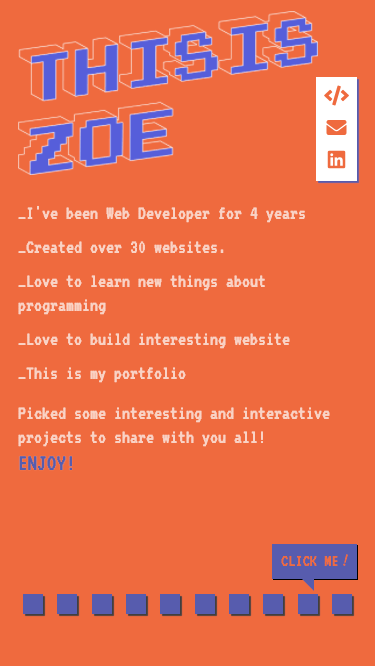 THIS IS
ZOE
_I've been Web Developer for 4 years
_Created over 30 websites.
_Love to learn new things about
programming
_Love to build interesting website
_This is my portfolio
Picked some interesting and interactive
projects to share with you all!
ENJOY!
CLICK ME !